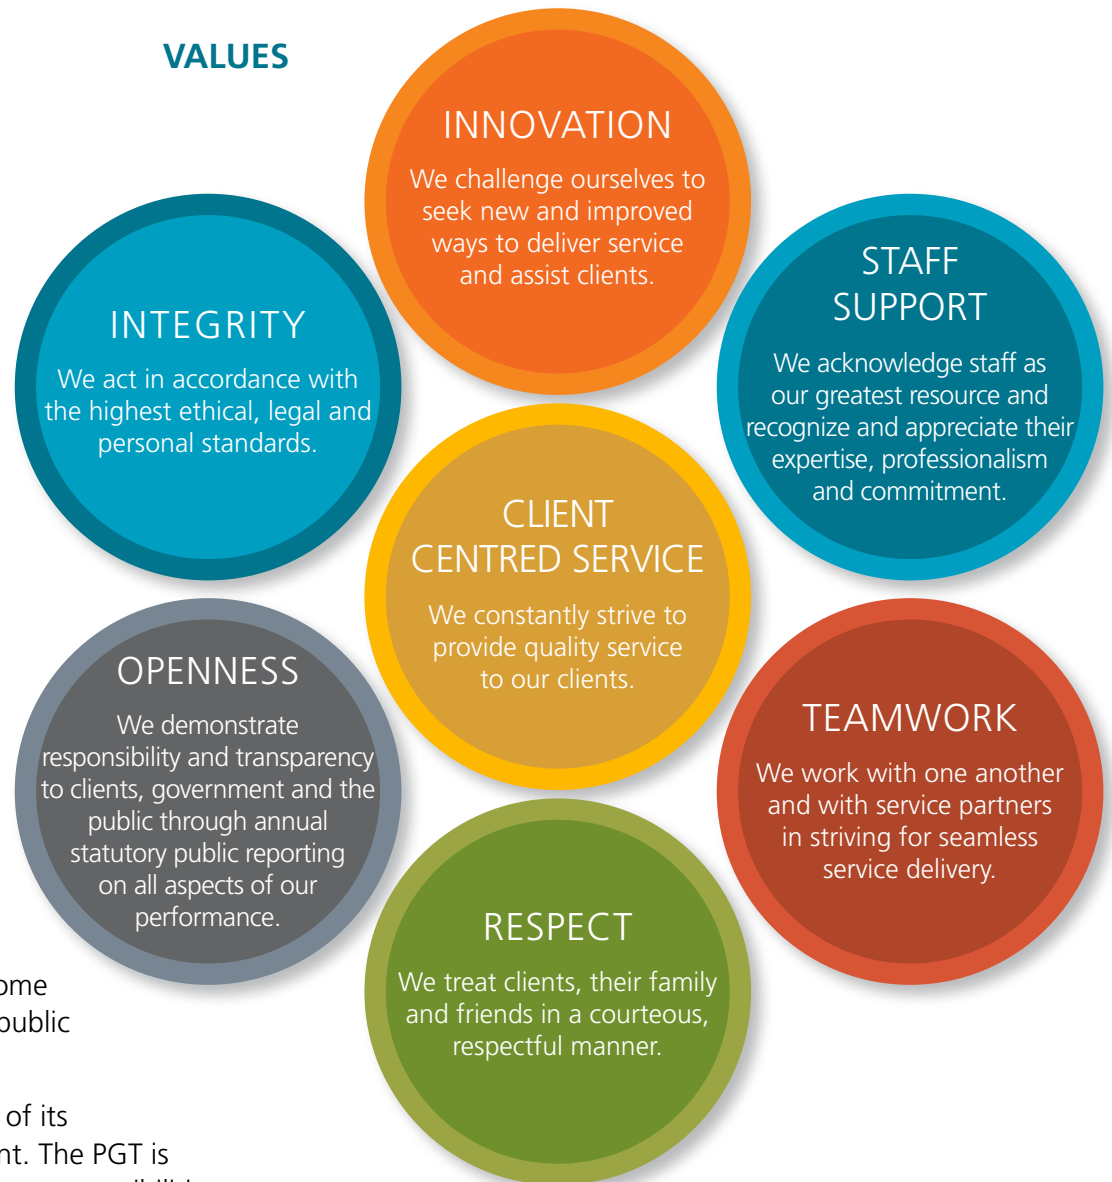 VALUES
INNOVATION
We challenge ourselves to
seek new and improved
ways to deliver service
and assist clients.
INTEGRITY
We act in accordance with
the highest ethical, legal and
personal standards.
STAFF
SUPPORT
We acknowledge staff as
our greatest resource and
recognize and appreciate their
expertise, professionalism
and commitment.
CLIENT
CENTRED SERVICE
We constantly strive to
provide quality service
to our clients.
OPENNESS
We demonstrate
responsibility and transparency
to clients, government and the
public through annual
statutory public reporting
on all aspects of our
performance.
TEAMWORK
We work with one another
and with service partners
in striving for seamless
service delivery.
RESPECT
We treat clients, their family
and friends in a courteous,
respectful manner.
public
of its
The PGT is